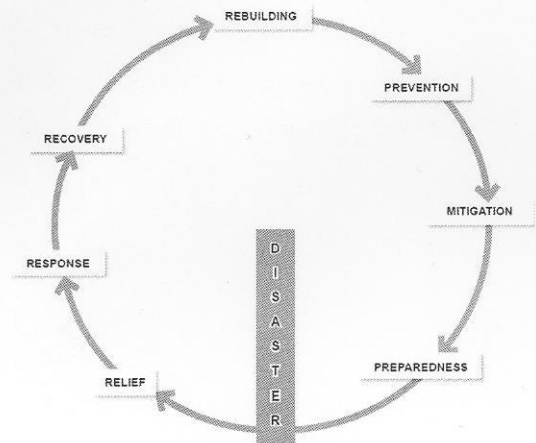 REBUILDING
PREVENTION
RECOVERY
MITIGATION
RESPONSE
DISASTER
PREPAREDNESS
RELIEF